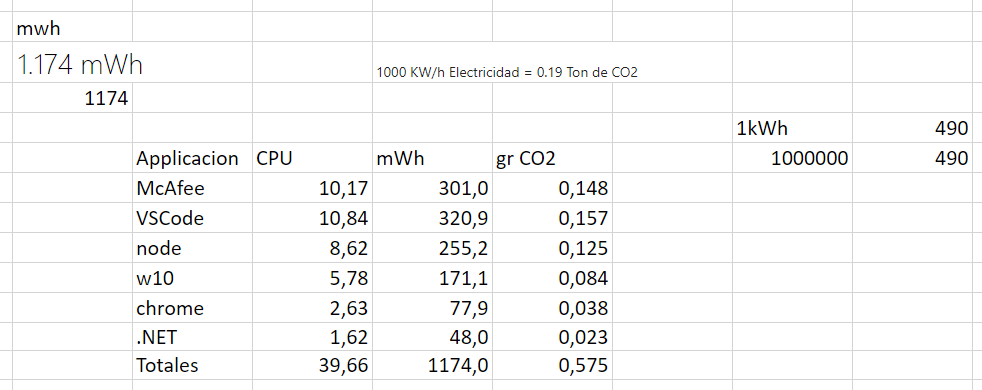 mwh
1.174 mWh
1000 KW/h Electricidad = 0.19 Ton de CO2
1174
1kWh 490
Applicacion CPU mWh gr CO2 1000000 490
McAfee 10,17 301,0 0,148
VSCode 10,84 320,9 0,157
node 8,62 255,2 0,125
w10 5,78 171,1 0,084
chrome 2,63 77,9 0,038
.NET 1,62 48,0 0,023
Totales 39,66 1174,0 0,575